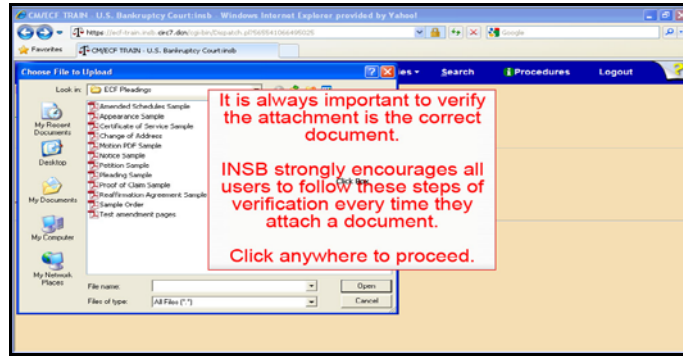 CM/ECF TRAIN - U.S. Bankruptcy Court:insb - Windows Internet Explorer provided by Yahoo!
Google
Favorites
CM/ECF TRAIN - U.S. Bankruptcy Court:insb
Choose File to Upload
Search
Procedures
Logout
Look in:
ECF Pleadings
My Recent Documents
Desktop
My Documents
My Computer
My Network Places
Amended Schedules Sample
Appearance Sample
Certificate of Service Sample
Change of Address
Motion PDF Sample
Notice Sample
Petition Sample
Pleading Sample
Proof of Claim Sample
Reaffirmation Agreement Sample
Sample Order
Test amendment pages
It is always important to verify
the attachment is the correct
document.
INSB strongly encourages all
users to follow these steps of
verification every time they
attach a document.
Click anywhere to proceed.
Click Box
File name:
Open
Files of type:
All Files (*.*)
Cancel